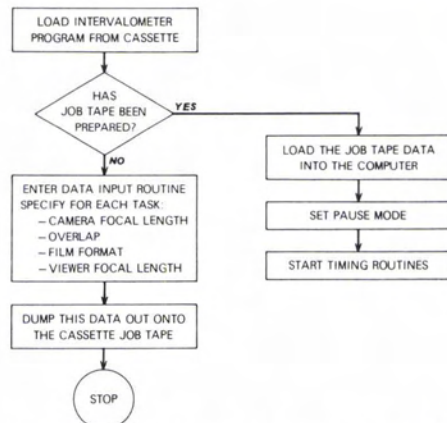 LOAD INTERVALOMETER
PROGRAM FROM CASSETTE
HAS
JOB TAPE BEEN
PREPARED?
YES
NO
ENTER DATA INPUT ROUTINE
SPECIFY FOR EACH TASK:
– CAMERA FOCAL LENGTH
– OVERLAP
– FILM FORMAT
– VIEWER FOCAL LENGTH
DUMP THIS DATA OUT ONTO
THE CASSETTE JOB TAPE
STOP
LOAD THE JOB TAPE DATA
INTO THE COMPUTER
SET PAUSE MODE
START TIMING ROUTINES